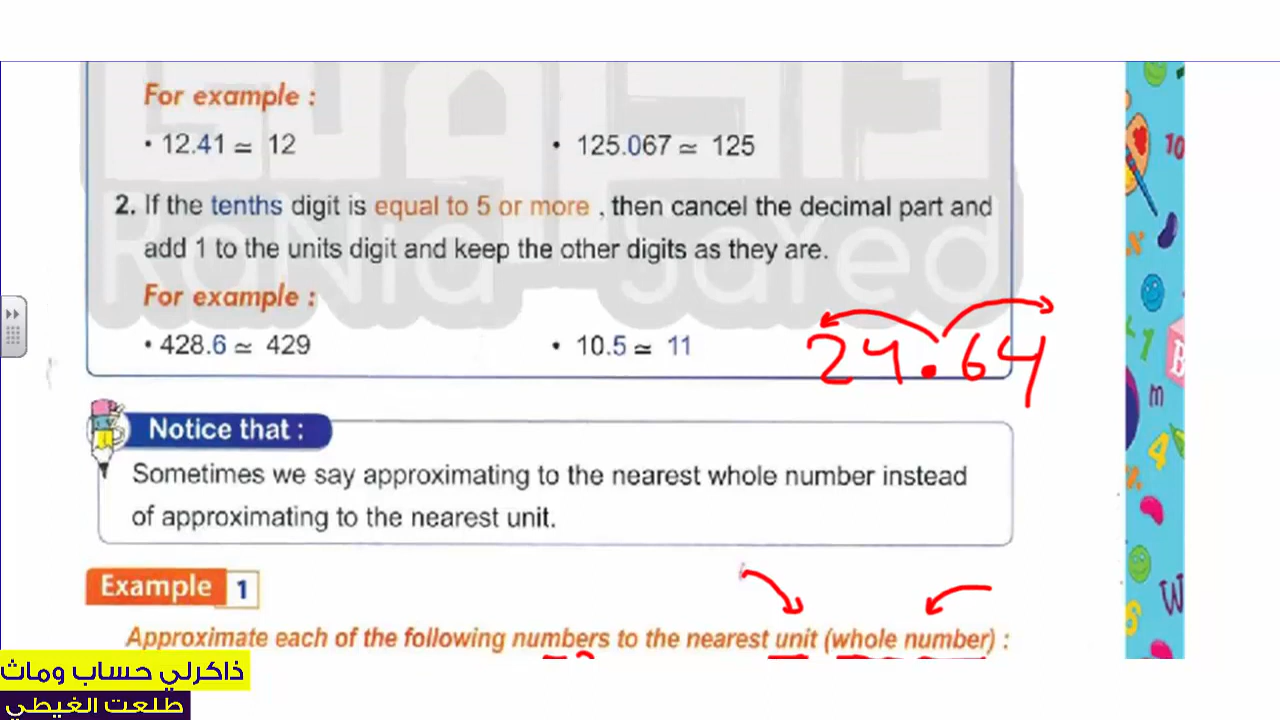 For example :
• 12.41 ≃ 12 • 125.067 ≃ 125
2. If the tenths digit is equal to 5 or more , then cancel the decimal part and
add 1 to the units digit and keep the other digits as they are.
For example :
• 428.6 ≃ 429 • 10.5 ≃ 11
24.64
Notice that :
Sometimes we say approximating to the nearest whole number instead
of approximating to the nearest unit.
Example 1
Approximate each of the following numbers to the nearest unit (whole number) :
RaNia Sayed
ذاكرلي حساب وماث
طلعت الغيطي